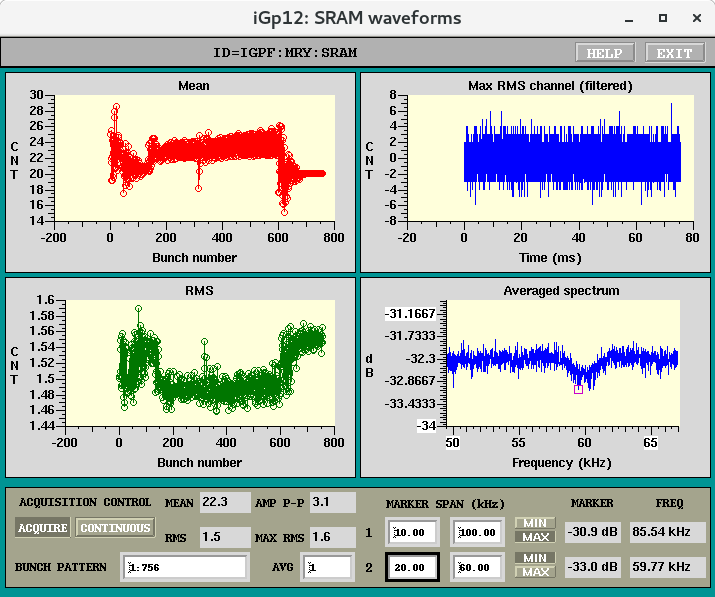 iGp12: SRAM waveforms
ID=IGPF:MRY:SRAM
HELP
EXIT
Mean
CNT
30
28
26
24
22
20
18
16
14
-200
0
200
400
600
800
Bunch number
Max RMS channel (filtered)
CNT
8
6
4
2
0
-2
-4
-6
-8
-20
0
20
40
60
80
Time (ms)
RMS
CNT
1.6
1.58
1.56
1.54
1.52
1.5
1.48
1.46
1.44
-200
0
200
400
600
800
Bunch number
Averaged spectrum
dB
-31.1667
-31.7333
-32.3
-32.8667
-33.4333
-34
50
55
60
65
Frequency (kHz)
ACQUISITION CONTROL
MEAN 22.3
AMP P-P 3.1
ACQUIRE
CONTINUOUS
RMS 1.5
MAX RMS 1.6
BUNCH PATTERN
1:756
AVG 1
MARKER SPAN (kHz)
MARKER
FREQ
1 10.00 100.00 MIN MAX -30.9 dB 85.54 kHz
2 20.00 60.00 MIN MAX -33.0 dB 59.77 kHz